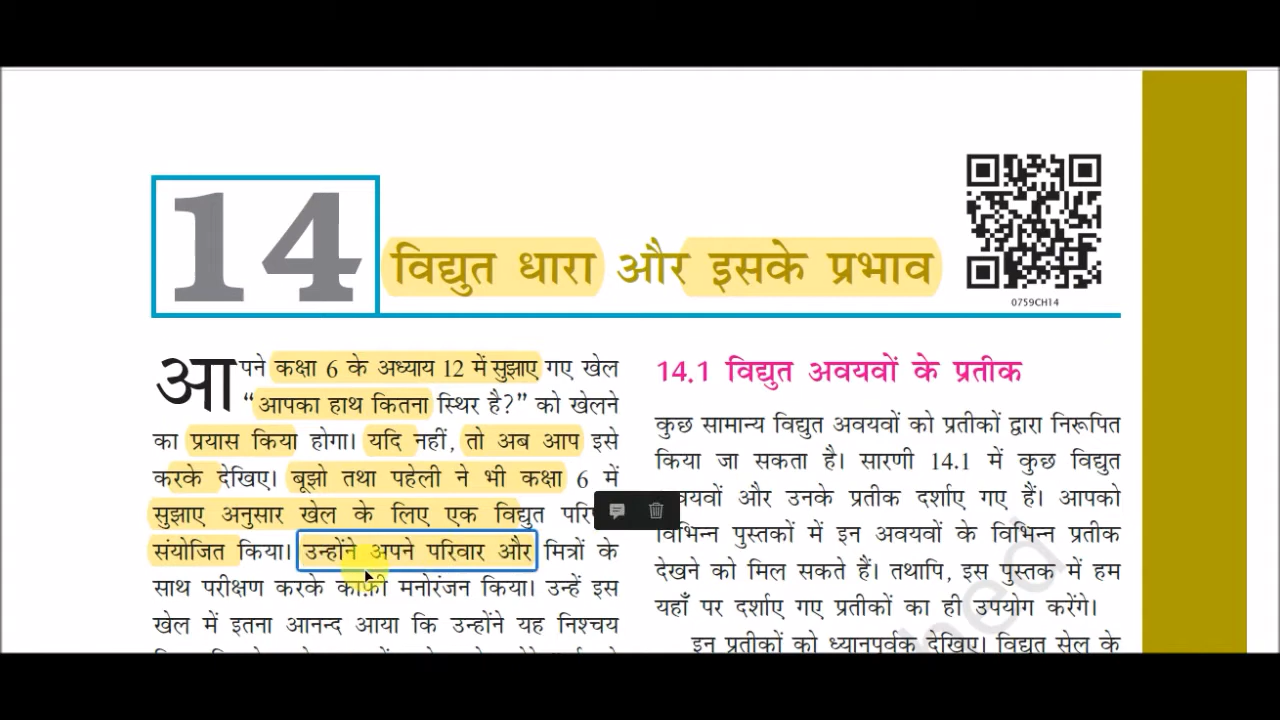 14
विद्युत धारा और इसके प्रभाव
0759CH14
आपने कक्षा 6 के अध्याय 12 में सुझाए गए खेल
“आपका हाथ कितना स्थिर है?” को खेलने
का प्रयास किया होगा। यदि नहीं, तो अब आप इसे
करके देखिए। बूझो तथा पहेली ने भी कक्षा 6 में
सुझाए अनुसार खेल के लिए एक विद्युत
संयोजित किया। उन्होंने अपने परिवार और मित्रों के
साथ परीक्षण करके काफ़ी मनोरंजन किया। उन्हें इस
खेल में इतना आनन्द आया कि उन्होंने यह निश्चय
14.1 विद्युत अवयवों के प्रतीक
कुछ सामान्य विद्युत अवयवों को प्रतीकों द्वारा निरूपित
किया जा सकता है। सारणी 14.1 में कुछ विद्युत
अवयवों और उनके प्रतीक दर्शाए गए हैं। आपको
विभिन्न पुस्तकों में इन अवयवों के विभिन्न प्रतीक
देखने को मिल सकते हैं। तथापि, इस पुस्तक में हम
यहाँ पर दर्शाए गए प्रतीकों का ही उपयोग करेंगे।
इन प्रतीकों को ध्यानपूर्वक देखिए। विद्युत सेल के